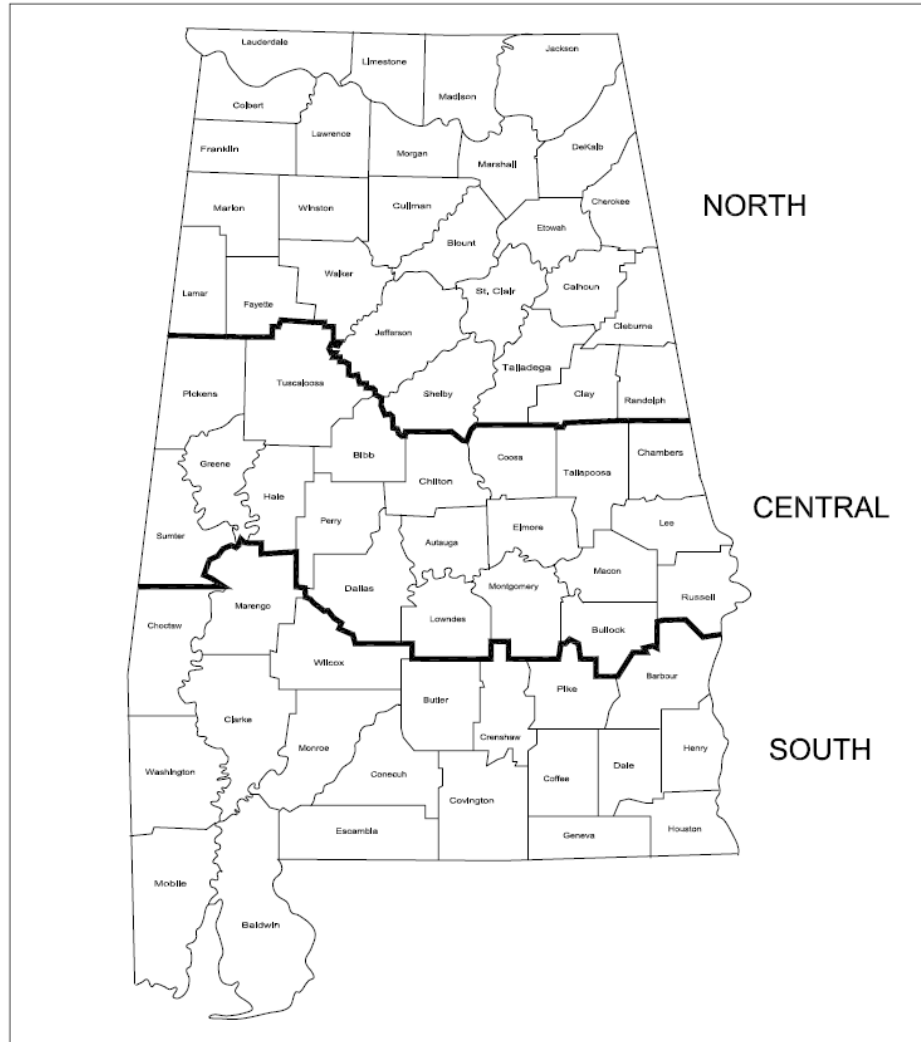 Lauderdale
Limestone
Madison
Jackson
Colbert
Lawrence
Franklin
Morgan
Marshall
DeKalb
Marion
Winston
Cullman
Blount
Etowah
Cherokee
NORTH
Lamar
Fayette
Walker
Jefferson
St. Clair
Calhoun
Cleburne
Pickens
Tuscaloosa
Shelby
Talladega
Clay
Randolph
Greene
Hale
Bibb
Chilton
Coosa
Tallapoosa
Chambers
CENTRAL
Sumter
Perry
Autauga
Elmore
Lee
Dallas
Lowndes
Montgomery
Macon
Russell
Bullock
Choctaw
Marengo
Wilcox
Butler
Crenshaw
Pike
Barbour
Clarke
Monroe
Conecuh
Covington
Coffee
Dale
Henry
SOUTH
Washington
Escambia
Geneva
Houston
Mobile
Baldwin